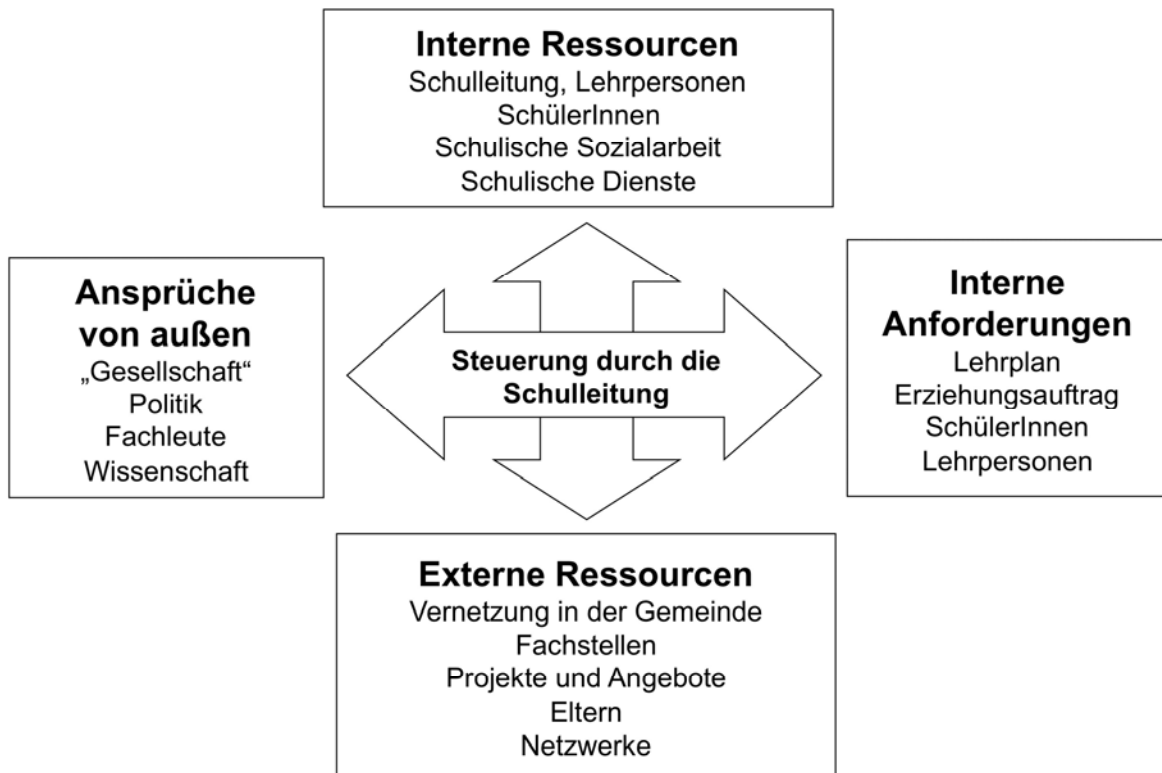 Interne Ressourcen
Schulleitung, Lehrpersonen
SchülerInnen
Schulische Sozialarbeit
Schulische Dienste
Ansprüche
von außen
„Gesellschaft“
Politik
Fachleute
Wissenschaft
Steuerung durch die
Schulleitung
Interne
Anforderungen
Lehrplan
Erziehungsauftrag
SchülerInnen
Lehrpersonen
Externe Ressourcen
Vernetzung in der Gemeinde
Fachstellen
Projekte und Angebote
Eltern
Netzwerke